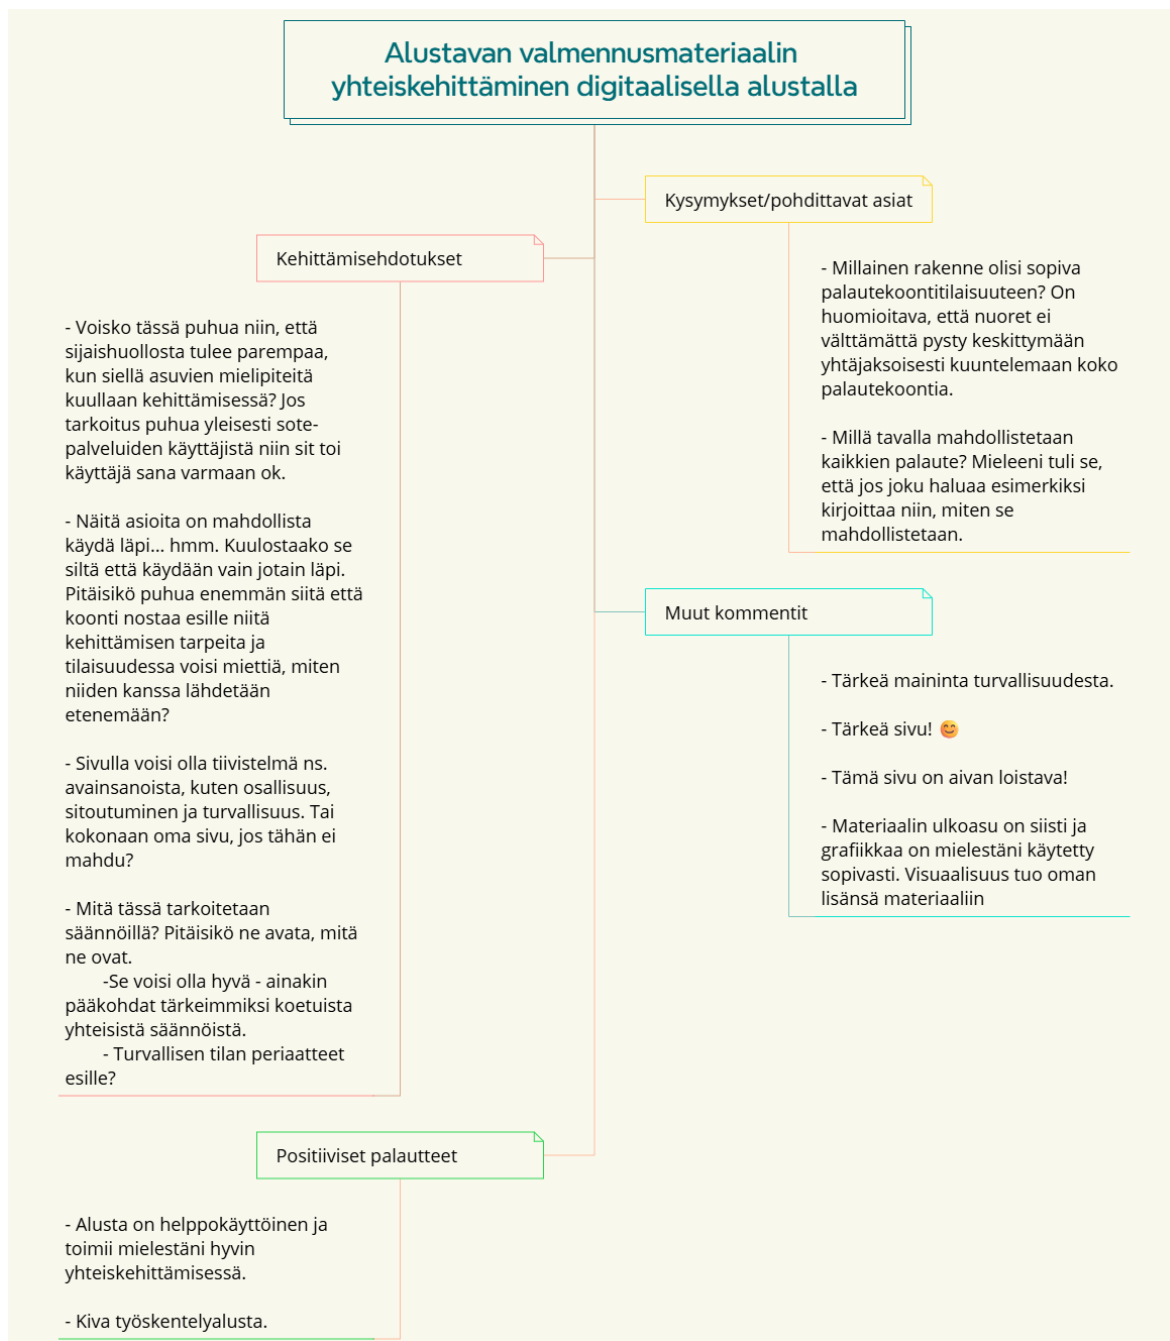 Alustavan valmennusmateriaalin
yhteiskehittäminen digitaalisella alustalla
Kysymykset/pohdittavat asiat
- Millainen rakenne olisi sopiva
palautekoontitilaisuuteen? On
huomioitava, että nuoret ei
välttämättä pysty keskittymään
yhtäjaksoisesti kuuntelemaan koko
palautekoontia.
- Millä tavalla mahdollistetaan
kaikkien palaute? Mieleeni tuli se,
että jos joku haluaa esimerkiksi
kirjoittaa niin, miten se
mahdollistetaan.
Kehittämisehdotukset
- Voisko tässä puhua niin, että
sijaishuollosta tulee parempaa,
kun siellä asuvien mielipiteitä
kuullaan kehittämisessä? Jos
tarkoitus puhua yleisesti sote-
palveluiden käyttäjistä niin sit toi
käyttäjä sana varmaan ok.
- Näitä asioita on mahdollista
käydä läpi... hmm. Kuulostaako se
siltä että käydään vain jotain läpi.
Pitäisikö puhua enemmän siitä että
koonti nostaa esille niitä
kehittämisen tarpeita ja
tilaisuudessa voisi miettiä, miten
niiden kanssa lähdetään
etenemään?
- Sivulla voisi olla tiivistelmä ns.
avainsanoista, kuten osallisuus,
sitoutuminen ja turvallisuus. Tai
kokonaan oma sivu, jos tähän ei
mahdu?
- Mitä tässä tarkoitetaan
säännöillä? Pitäisikö ne avata, mitä
ne ovat.
-Se voisi olla hyvä - ainakin
pääkohdat tärkeimmiksi koetuista
yhteisistä säännöistä.
- Turvallisen tilan periaatteet
esille?
Muut kommentit
- Tärkeä maininta turvallisuudesta.
- Tärkeä sivu! 😊
- Tämä sivu on aivan loistava!
- Materiaalin ulkoasu on siisti ja
grafiikkaa on mielestäni käytetty
sopivasti. Visuaalisuus tuo oman
lisänsä materiaaliin
Positiiviset palautteet
- Alusta on helppokäyttöinen ja
toimii mielestäni hyvin
yhteiskehittämisessä.
- Kiva työskentelyalusta.